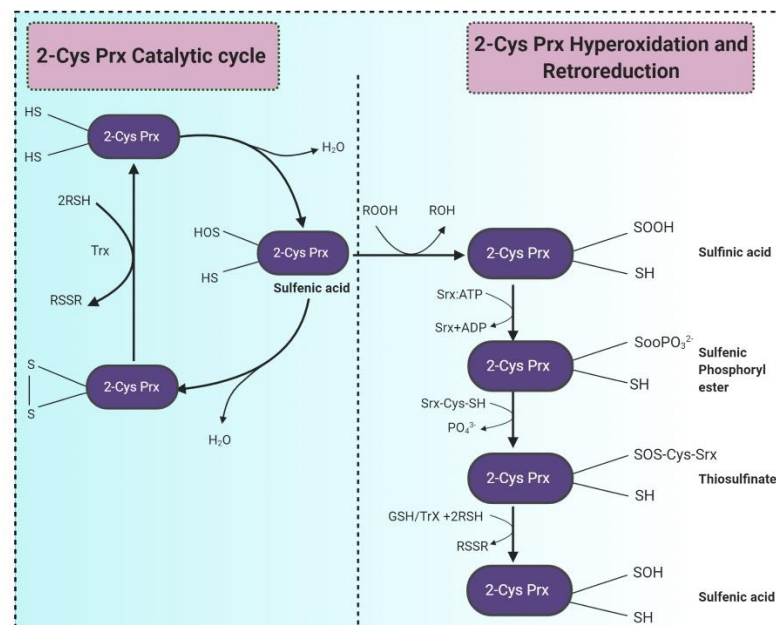 2-Cys Prx Catalytic cycle
2-Cys Prx Hyperoxidation and
Retroreduction
HS
HS
2-Cys Prx
H₂O
2RSH
Trx
RSSR
HOS
HS
2-Cys Prx
Sulfenic acid
S
S
2-Cys Prx
H₂O
ROOH
ROH
2-Cys Prx
SOOH
SH
Sulfinic acid
Srx:ATP
Srx+ADP
2-Cys Prx
SooPO₃²⁻
SH
Sulfenic
Phosphoryl
ester
Srx-Cys-SH
PO₄³⁻
2-Cys Prx
SOS-Cys-Srx
SH
Thiosulfinate
GSH/TrX +2RSH
RSSR
2-Cys Prx
SOH
SH
Sulfenic acid